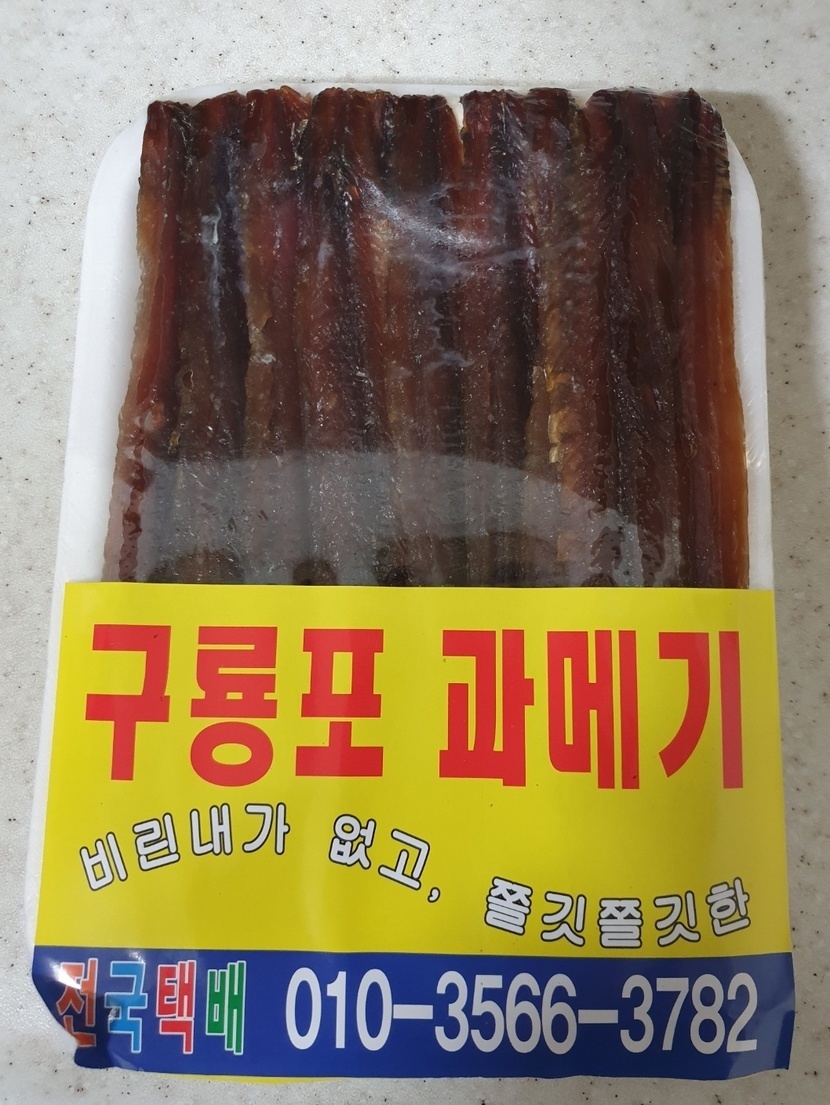 구룡포 과메기
비린내가 없고, 쫄깃쫄깃한
전국택배 010-3566-3782